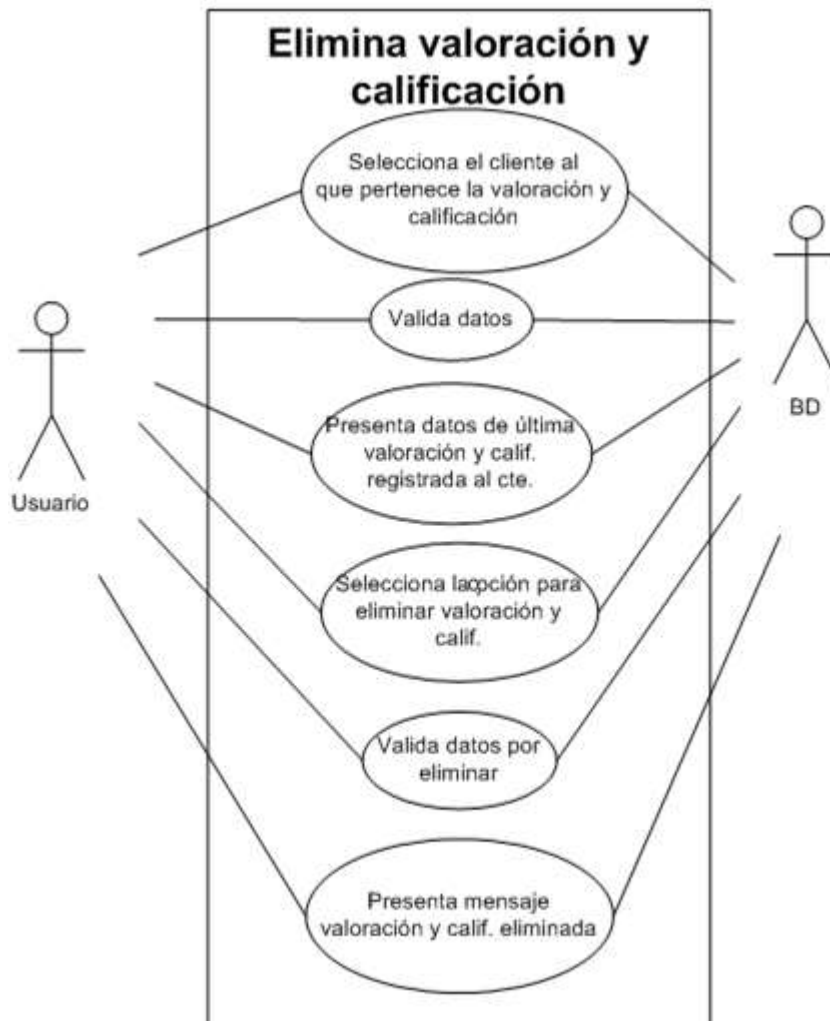 Elimina valoración y
calificación
Selecciona el cliente al
que pertenece la valoración y
calificación
Valida datos
Presenta datos de última
valoración y calif.
registrada al cte.
BD
Usuario
Selecciona la opción para
eliminar valoración y
calif.
Valida datos por
eliminar
Presenta mensaje
valoración y calif. eliminada